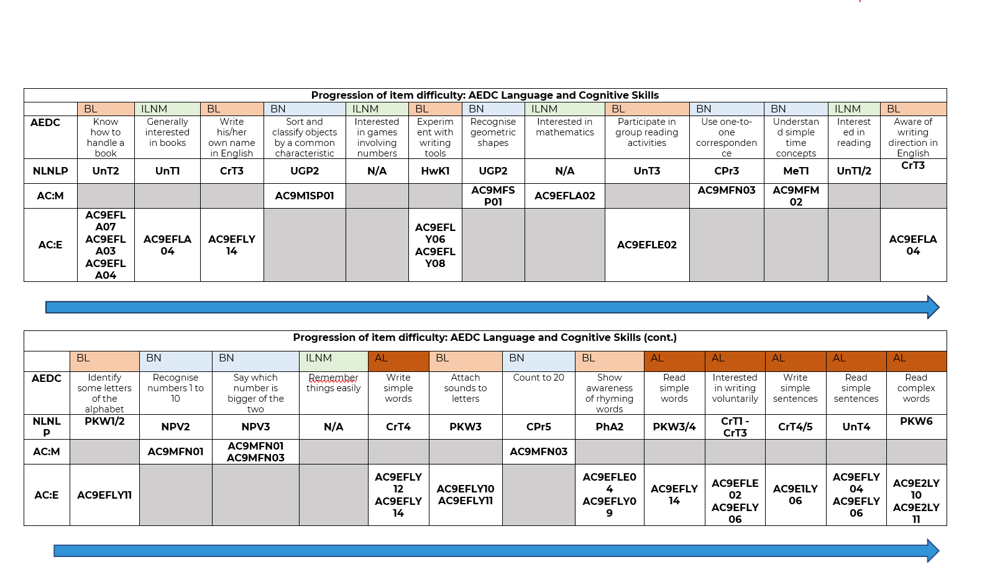 Progression of item difficulty: AEDC Language and Cognitive Skills
BL ILNM BL BN ILNM BL BN ILNM BL BN BN ILNM BL
AEDC
Know
how to
handle a
book
Generally
interested
in books
Write
his/her
own name
in English
Sort and
classify objects
by a common
characteristic
Interested
in games
involving
numbers
Experim
ent with
writing
tools
Recognise
geometric
shapes
Interested in
mathematics
Participate in
group reading
activities
Use one-to-
one
corresponden
ce
Understan
d simple
time
concepts
Interest
ed in
reading
Aware of
writing
direction in
English
NLNLP UnT2 UnT1 CrT3 UGP2 N/A HwK1 UGP2 N/A UnT3 CPr3 MeT1 UnT1/2 CrT3
AC:M
AC9M1SP01
AC9MFS
P01
AC9EFLA02
AC9MFN03
AC9MFM
02
AC:E
AC9EFL
A07
AC9EFL
A03
AC9EFL
A04
AC9EFLA
04
AC9EFLY
14
AC9EFL
Y06
AC9EFL
Y08
AC9EFLE02
AC9EFLA
04
Progression of item difficulty: AEDC Language and Cognitive Skills (cont.)
BL BN BN ILNM AL BL BN BL AL AL AL AL AL
AEDC
Identify
some letters
of the
alphabet
Recognise
numbers 1 to
10
Say which
number is
bigger of the
two
Remember
things easily
Write
simple
words
Attach
sounds to
letters
Count to 20
Show
awareness
of rhyming
words
Read
simple
words
Interested
in writing
voluntarily
Write
simple
sentences
Read
simple
sentences
Read
complex
words
NLNL
P
PKW1/2
NPV2
NPV3
N/A
CrT4
PKW3
CPr5
PhA2
PKW3/4
CrT1 -
CrT3
CrT4/5
UnT4
PKW6
AC:M
AC9MFN01
AC9MFN01
AC9MFN03
AC9MFN03
AC:E
AC9EFLY11
AC9EFLY
12
AC9EFLY
14
AC9EFLY10
AC9EFLY11
AC9EFLE0
4
AC9EFLY0
9
AC9EFLY
14
AC9EFLE
02
AC9EFLY
06
AC9E1LY
06
AC9EFLY
04
AC9EFLY
06
AC9E2LY
10
AC9E2LY
11